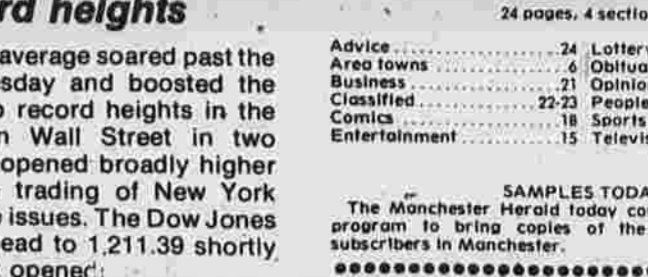 rd heights
average soared past the
sday and boosted the
record heights in the
Wall Street in two
opened broadly higher
trading of New York
issues. The Dow Jones
ead to 1,211.39 shortly
opened:
24 pages, 4 sectio
Advice 24 Lotter
Area towns 6 Obitua
Business 21 Opinio
Classified 22-23 People
Comics 18 Sports
Entertainment 15 Televis
SAMPLES TODA
The Manchester Herald today co
program to bring copies of the
subscribers in Manchester.